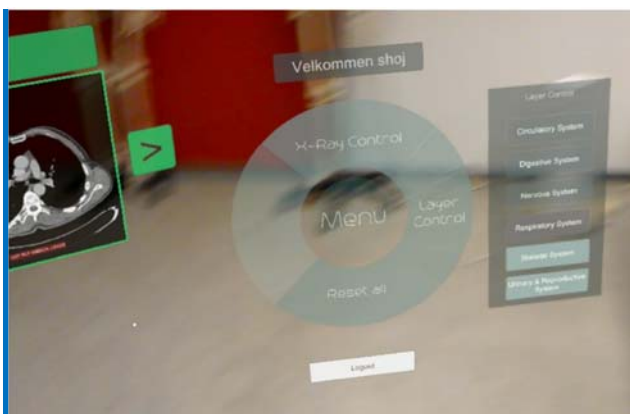 Velkommen shoj
X-Ray Control
Menu
Layer
Control
Reset all
Logout
Layer Control
Circulatory System
Digestive System
Nervous System
Respiratory System
Skeletal System
Urinary & Reproductive
System
>